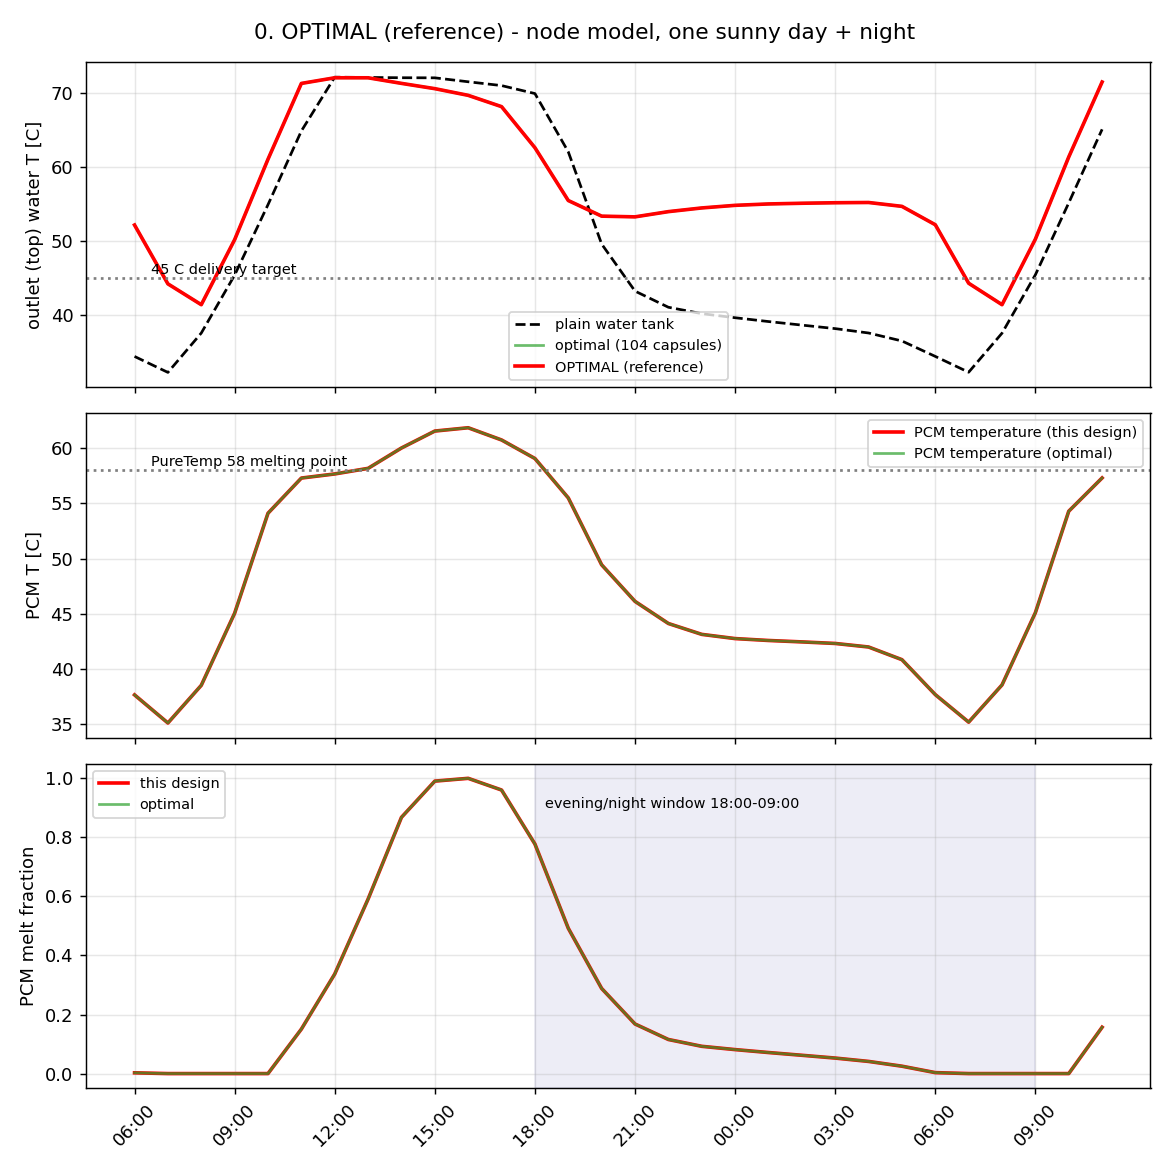 0. OPTIMAL (reference) - node model, one sunny day + night
outlet (top) water T [C]
70
60
50
40
45 C delivery target
plain water tank
optimal (104 capsules)
OPTIMAL (reference)
PCM T [C]
60
55
50
45
40
35
PureTemp 58 melting point
PCM temperature (this design)
PCM temperature (optimal)
PCM melt fraction
1.0
0.8
0.6
0.4
0.2
0.0
this design
optimal
evening/night window 18:00-09:00
06:00
09:00
12:00
15:00
18:00
21:00
00:00
03:00
06:00
09:00